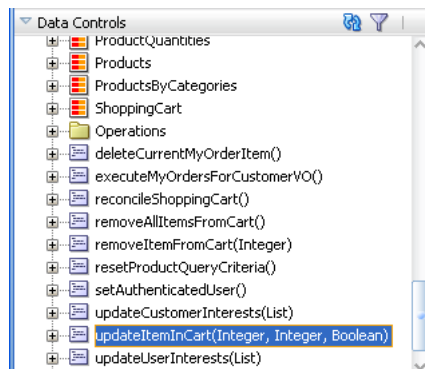 Data Controls
ProductQuantities
Products
ProductsByCategories
ShoppingCart
Operations
deleteCurrentMyOrderItem()
executeMyOrdersForCustomerVO()
reconcileShoppingCart()
removeAllItemsFromCart()
removeItemFromCart(Integer)
resetProductQueryCriteria()
setAuthenticatedUser()
updateCustomerInterests(List)
updateItemInCart(Integer, Integer, Boolean)
updateUserInterests(List)